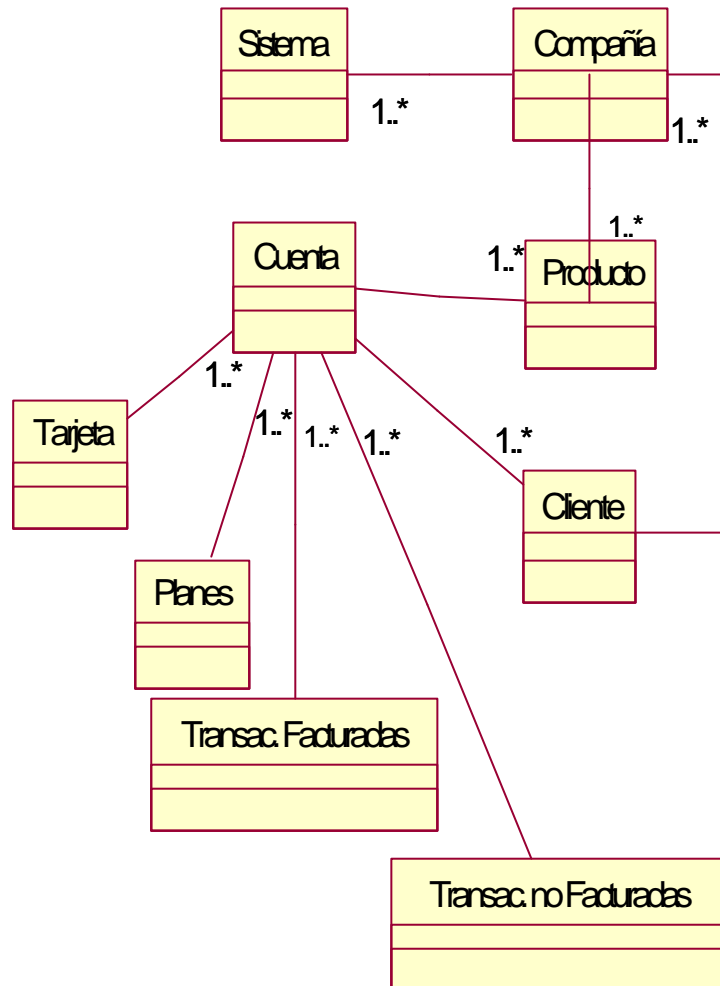 Sistema
Compañía
1..*
1..*
1..*
Cuenta
1..*
Producto
1..*
Tarjeta
1..*
1..*
1..*
1..*
Cliente
Planes
Transac. Facturadas
Transac. no Facturadas